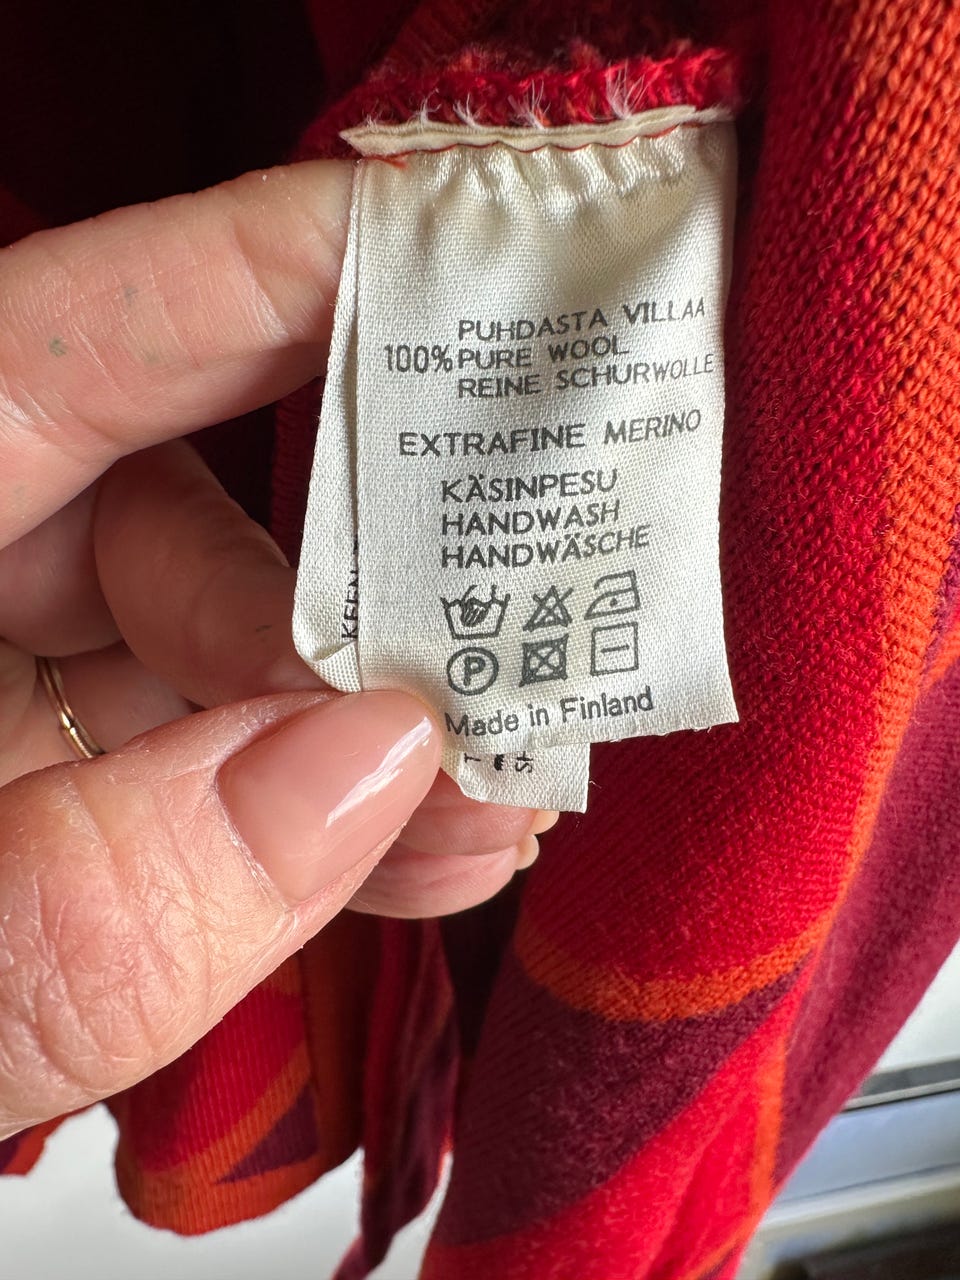 PUHDASTA VILLAA
100% PURE WOOL
REINE SCHURWOLLE
EXTRAFINE MERINO
KÄSINPESU
HANDWASH
HANDWÄSCHE
P
Made in Finland